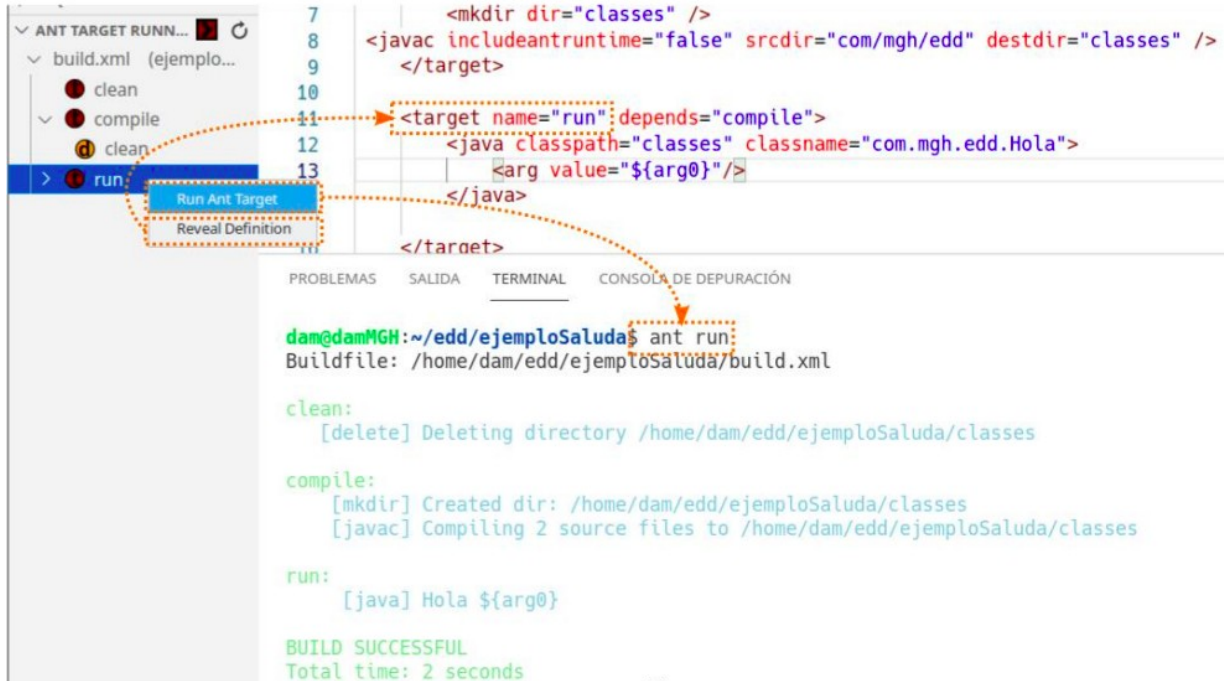 ANT TARGET RUNN...
build.xml (ejemplo...
clean
compile
clean
run
Run Ant Target
Reveal Definition
7 <mkdir dir="classes" />
8 <javac includeantruntime="false" srcdir="com/mgh/edd" destdir="classes" />
9 </target>
10
11 <target name="run" depends="compile">
12 <java classpath="classes" classname="com.mgh.edd.Hola">
13 <arg value="${arg0}"/>
</java>
</target>
PROBLEMAS SALIDA TERMINAL CONSOLA DE DEPURACIÓN
dam@damMGH:~/edd/ejemploSaluda$ ant run
Buildfile: /home/dam/edd/ejemploSaluda/build.xml
clean:
[delete] Deleting directory /home/dam/edd/ejemploSaluda/classes
compile:
[mkdir] Created dir: /home/dam/edd/ejemploSaluda/classes
[javac] Compiling 2 source files to /home/dam/edd/ejemploSaluda/classes
run:
[java] Hola ${arg0}
BUILD SUCCESSFUL
Total time: 2 seconds